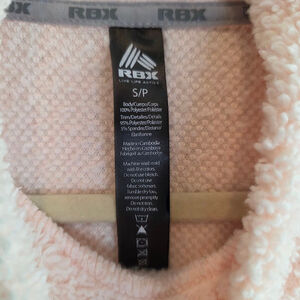 RBX
RBX
RBX
LIVE LIFE ACTIVE
S/P
Body/Cuerpo/Corps
100% Polyester/Poliéster
Trim/Detalles/Details
95% Polyester/Poliéster
5% Spandex/Elastano/
Elasthanne
Made in Cambodia
Hecho en Camboya
Fabriqué au Cambodge
Machine wash cold
with like colors.
Do not use bleach.
Do not use
fabric softeners.
Tumble dry low,
remove promptly.
Do not iron.
Do not dry clean.